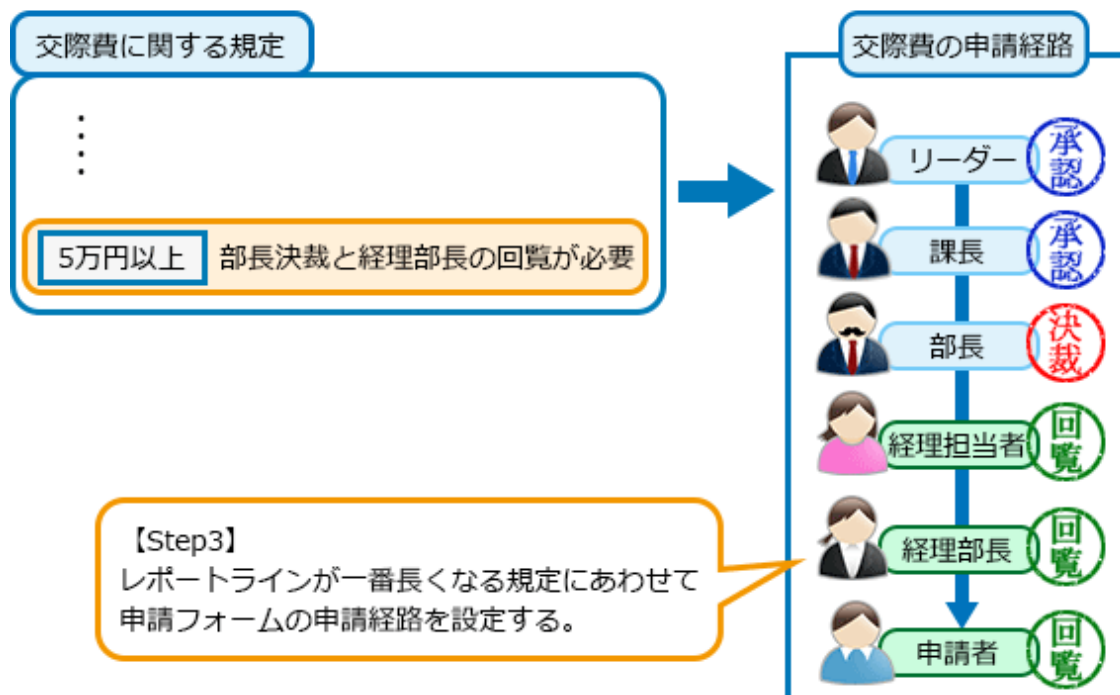 交際費に関する規定
5万円以上 部長決裁と経理部長の回覧が必要
【Step3】
レポートラインが一番長くなる規定にあわせて
申請フォームの申請経路を設定する。
交際費の申請経路
リーダー 承認
課長 承認
部長 決裁
経理担当者 回覧
経理部長 回覧
申請者 回覧